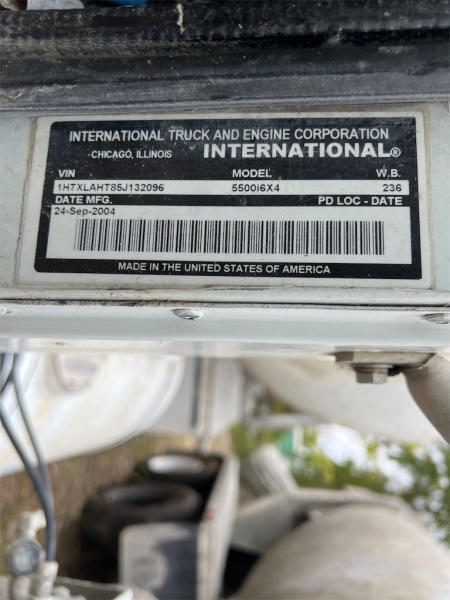 INTERNATIONAL TRUCK AND ENGINE CORPORATION
CHICAGO, ILLINOIS INTERNATIONAL®
VIN MODEL W.B.
1HTXLAHT85J132096 5500i6X4 236
DATE MFG. PD LOC - DATE
24-Sep-2004
MADE IN THE UNITED STATES OF AMERICA